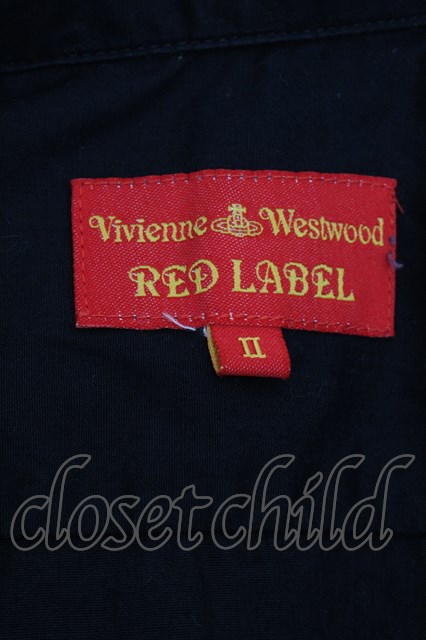 Vivienne Westwood
RED LABEL
II
closetchild